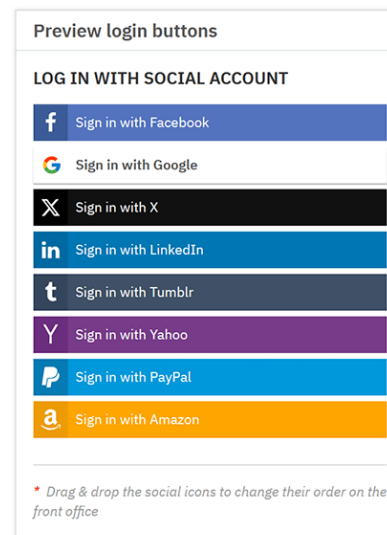 Preview login buttons
LOG IN WITH SOCIAL ACCOUNT
f Sign in with Facebook
G Sign in with Google
X Sign in with X
in Sign in with LinkedIn
t Sign in with Tumblr
Y Sign in with Yahoo
P Sign in with PayPal
a Sign in with Amazon
* Drag & drop the social icons to change their order on the
front office